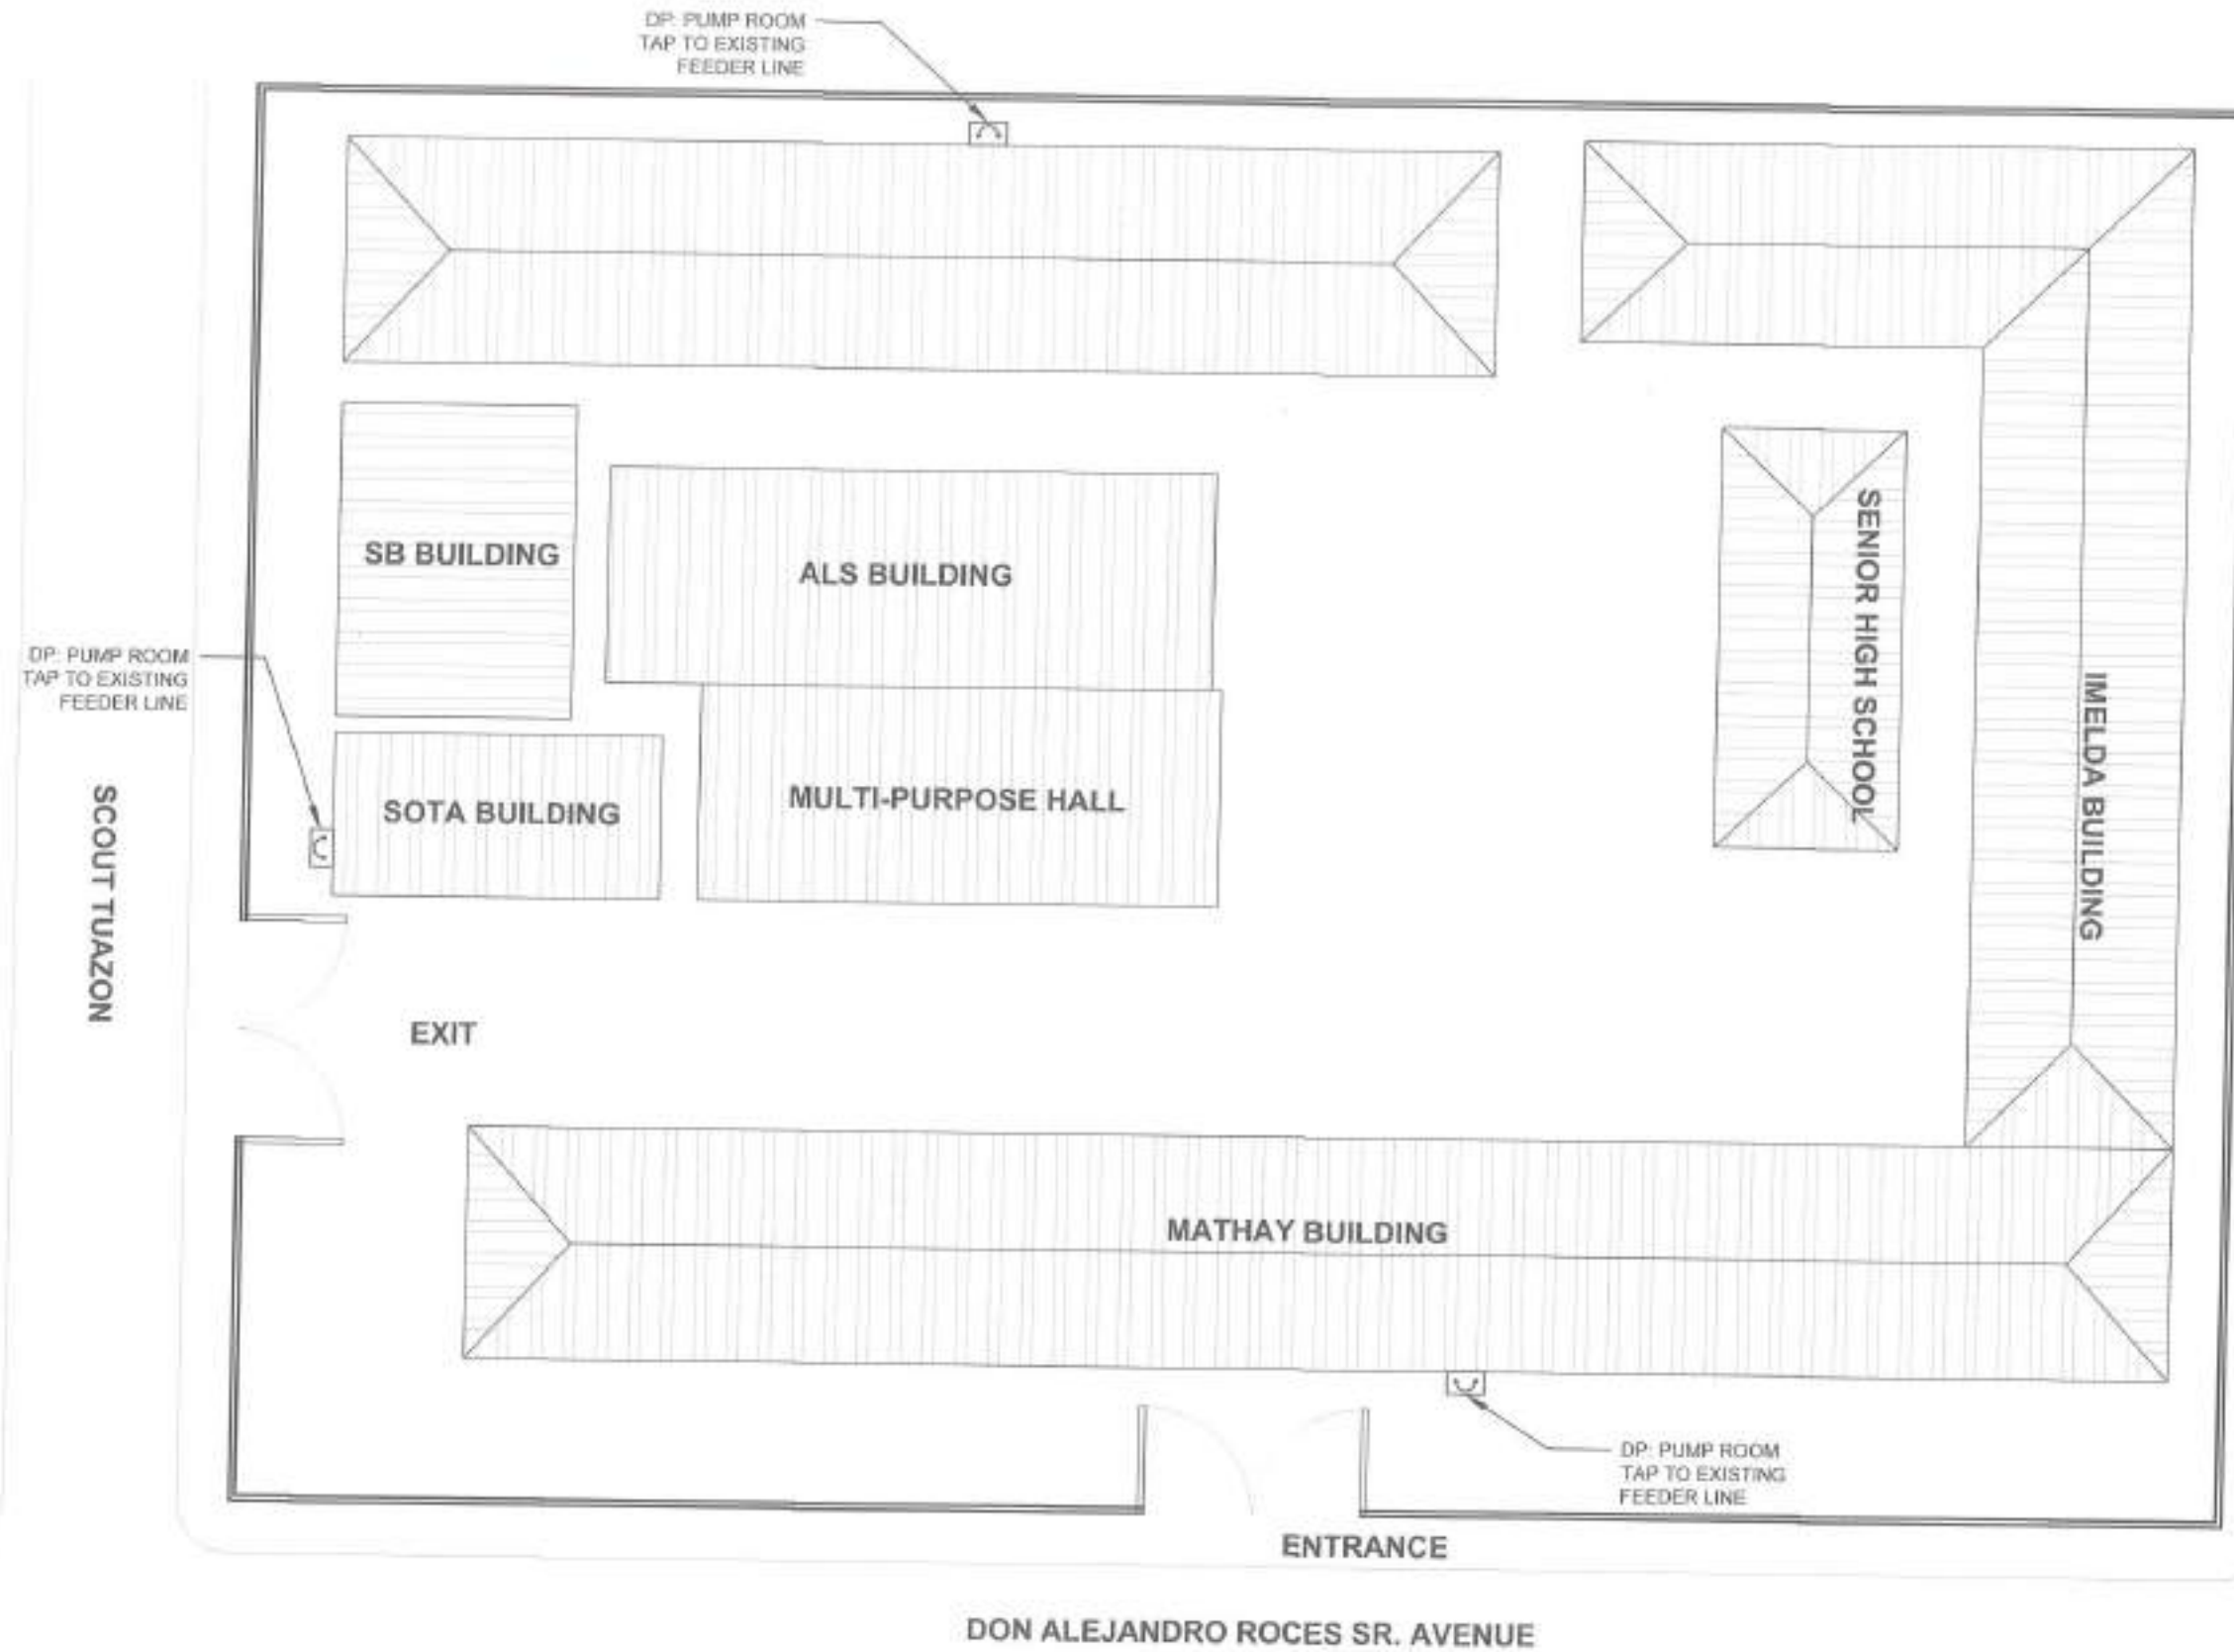 DP: PUMP ROOM
TAP TO EXISTING
FEEDER LINE
SB BUILDING
ALS BUILDING
SENIOR HIGH SCHOOL
IMELDA BUILDING
DP: PUMP ROOM
TAP TO EXISTING
FEEDER LINE
SOTA BUILDING
MULTI-PURPOSE HALL
SCOUT TUAZON
EXIT
MATHAY BUILDING
DP: PUMP ROOM
TAP TO EXISTING
FEEDER LINE
ENTRANCE
DON ALEJANDRO ROCES SR. AVENUE